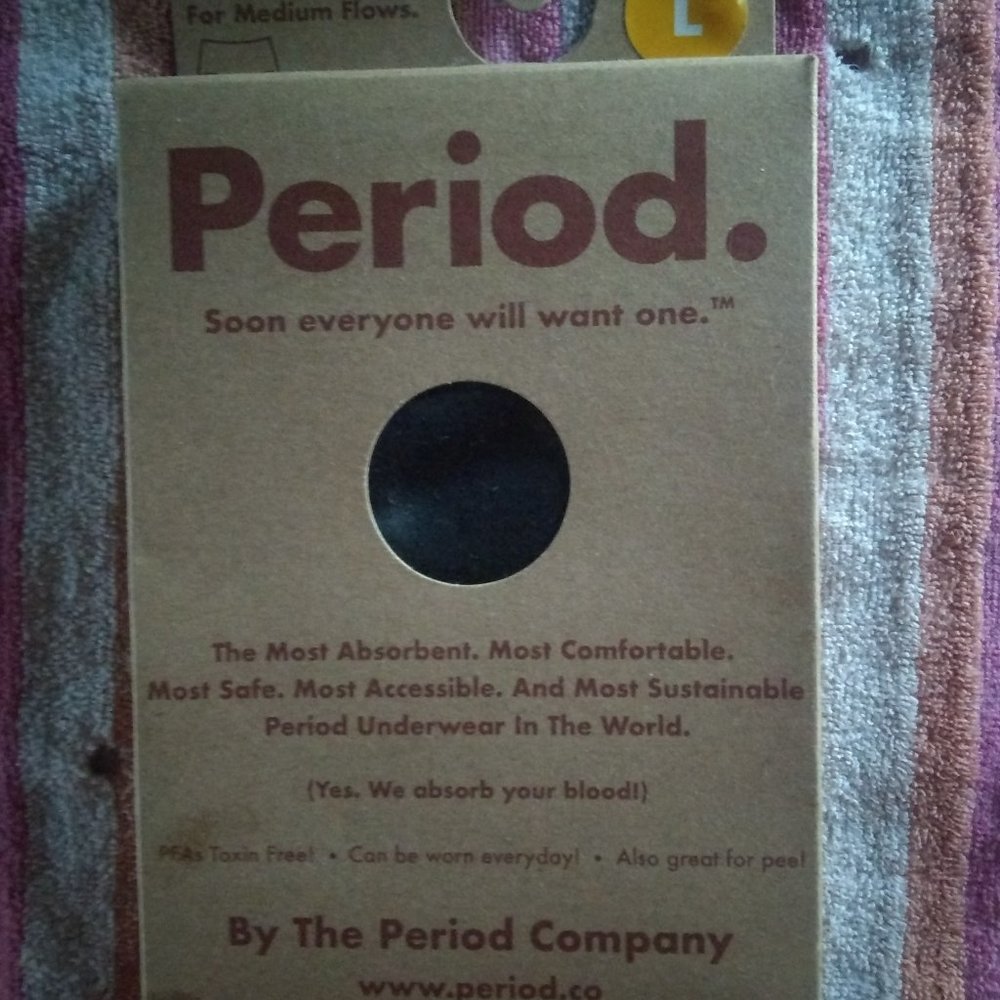 For Medium Flows.
L
Period.
Soon everyone will want one.™
The Most Absorbent. Most Comfortable.
Most Safe. Most Accessible. And Most Sustainable
Period Underwear In The World.
(Yes. We absorb your blood!)
PFAs Toxin Free! • Can be worn everyday! • Also great for pee!
By The Period Company
www.period.co